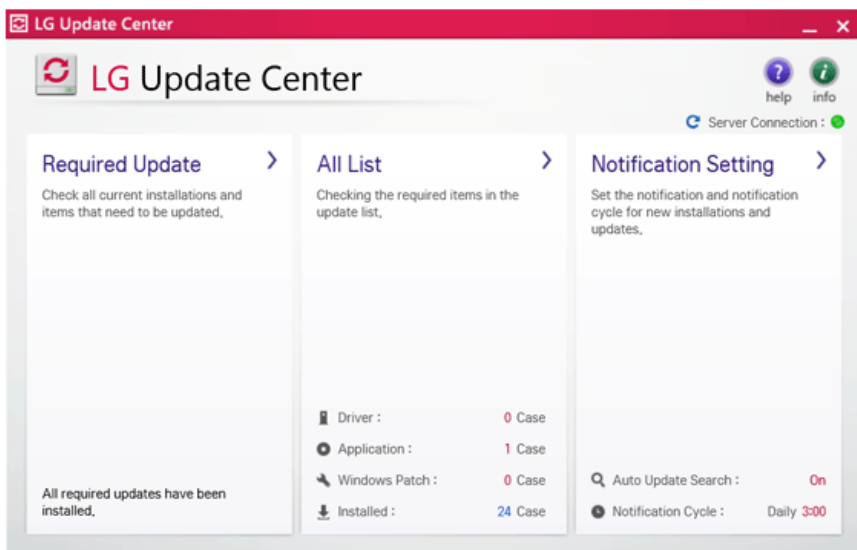 LG Update Center
LG Update Center
help info
Server Connection :
Required Update
Check all current installations and
items that need to be updated.
All required updates have been
installed.
All List
Checking the required items in the
update list.
Driver : 0 Case
Application : 1 Case
Windows Patch : 0 Case
Installed : 24 Case
Notification Setting
Set the notification and notification
cycle for new installations and
updates.
Auto Update Search : On
Notification Cycle : Daily 3:00